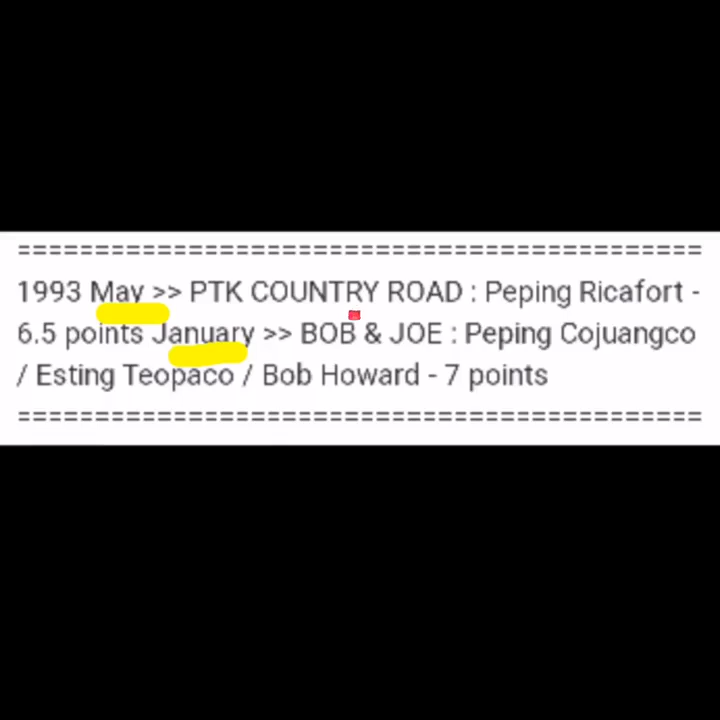 ============================================
1993 May >> PTK COUNTRY ROAD : Peping Ricafort -
6.5 points January >> BOB & JOE : Peping Cojuangco
/ Esting Teopaco / Bob Howard - 7 points
============================================